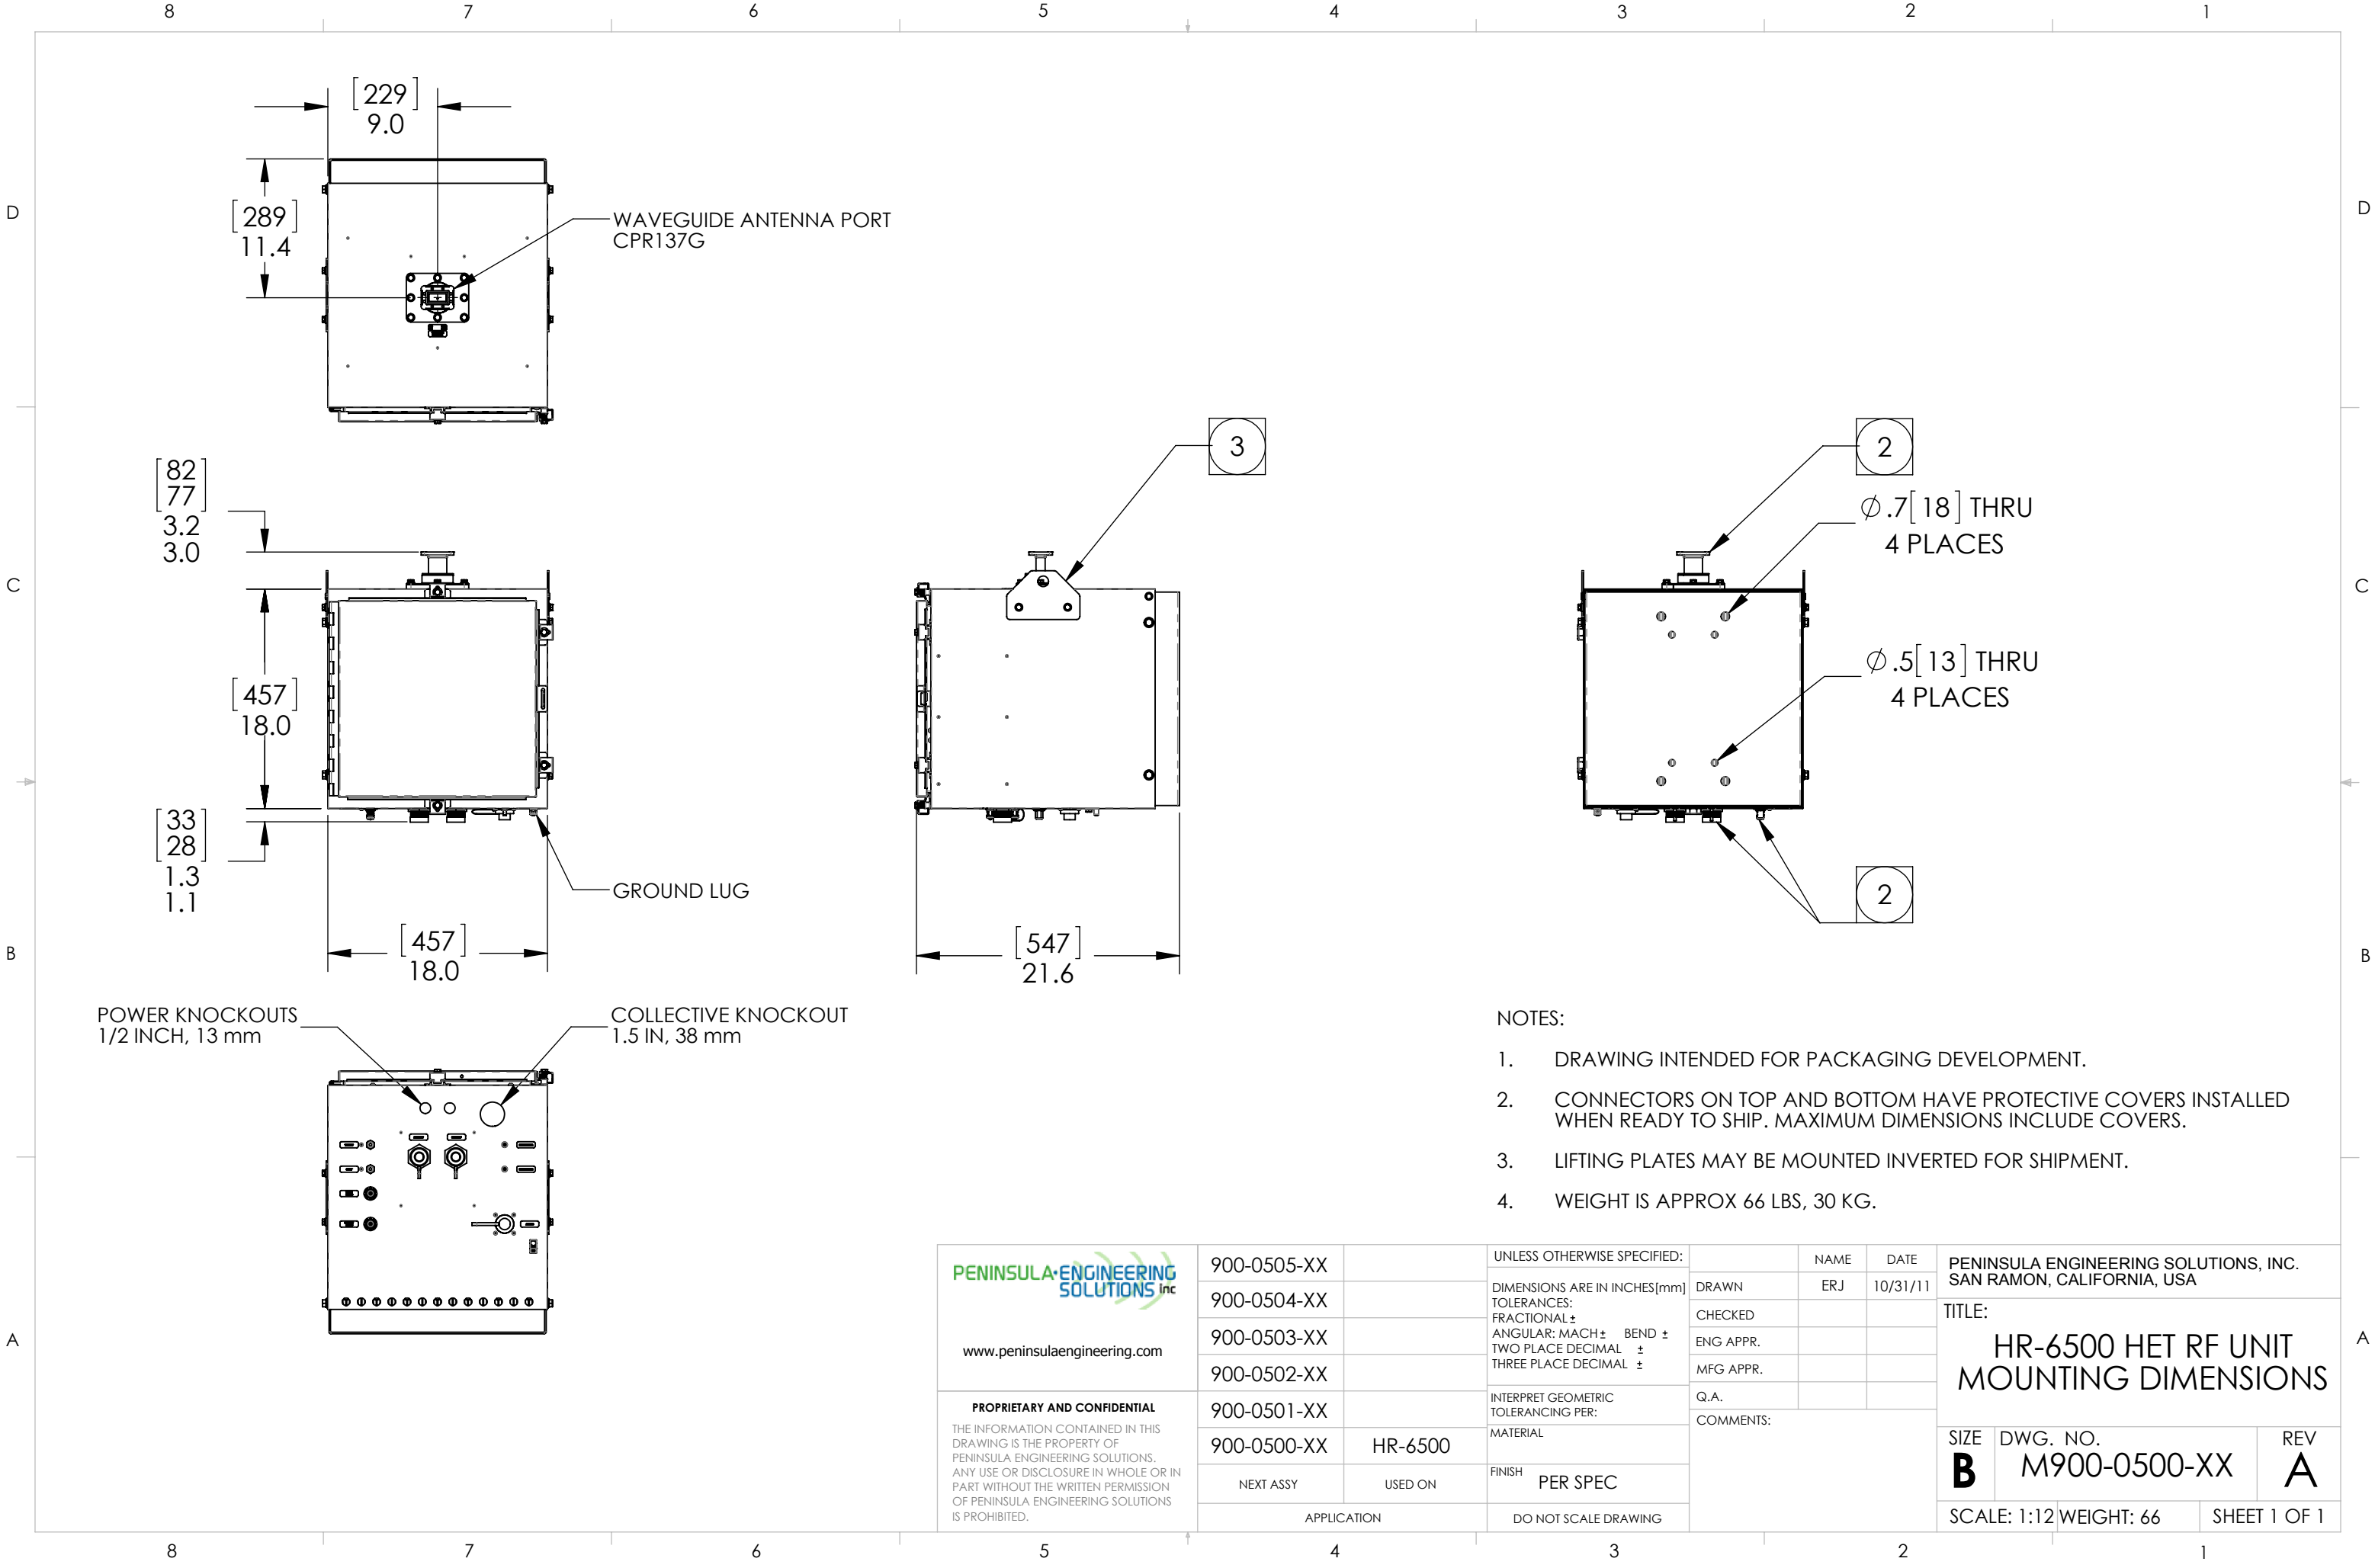 8 7 6 5 4 3 2 1
D
D
C
C
B
B
A
A
[229]
9.0
[289]
11.4
WAVEGUIDE ANTENNA PORT
CPR137G
[82
77]
3.2
3.0
[457]
18.0
[33
28]
1.3
1.1
GROUND LUG
[457]
18.0
3
[547]
21.6
2
∅.7[18] THRU
4 PLACES
∅.5[13] THRU
4 PLACES
2
POWER KNOCKOUTS
1/2 INCH, 13 mm
COLLECTIVE KNOCKOUT
1.5 IN, 38 mm
NOTES:
1. DRAWING INTENDED FOR PACKAGING DEVELOPMENT.
2. CONNECTORS ON TOP AND BOTTOM HAVE PROTECTIVE COVERS INSTALLED
WHEN READY TO SHIP. MAXIMUM DIMENSIONS INCLUDE COVERS.
3. LIFTING PLATES MAY BE MOUNTED INVERTED FOR SHIPMENT.
4. WEIGHT IS APPROX 66 LBS, 30 KG.
PENINSULA ENGINEERING
SOLUTIONS inc
www.peninsulaengineering.com
PROPRIETARY AND CONFIDENTIAL
THE INFORMATION CONTAINED IN THIS
DRAWING IS THE PROPERTY OF
PENINSULA ENGINEERING SOLUTIONS.
ANY USE OR DISCLOSURE IN WHOLE OR IN
PART WITHOUT THE WRITTEN PERMISSION
OF PENINSULA ENGINEERING SOLUTIONS
IS PROHIBITED.
900-0505-XX
900-0504-XX
900-0503-XX
900-0502-XX
900-0501-XX
900-0500-XX HR-6500
NEXT ASSY USED ON
APPLICATION
UNLESS OTHERWISE SPECIFIED:
DIMENSIONS ARE IN INCHES[mm]
TOLERANCES:
FRACTIONAL±
ANGULAR: MACH± BEND ±
TWO PLACE DECIMAL ±
THREE PLACE DECIMAL ±
INTERPRET GEOMETRIC
TOLERANCING PER:
MATERIAL
FINISH PER SPEC
DO NOT SCALE DRAWING
NAME DATE
DRAWN ERJ 10/31/11
CHECKED
ENG APPR.
MFG APPR.
Q.A.
COMMENTS:
PENINSULA ENGINEERING SOLUTIONS, INC.
SAN RAMON, CALIFORNIA, USA
TITLE:
HR-6500 HET RF UNIT
MOUNTING DIMENSIONS
SIZE DWG. NO. REV
B M900-0500-XX A
SCALE: 1:12 WEIGHT: 66 SHEET 1 OF 1
8 7 6 5 4 3 2 1